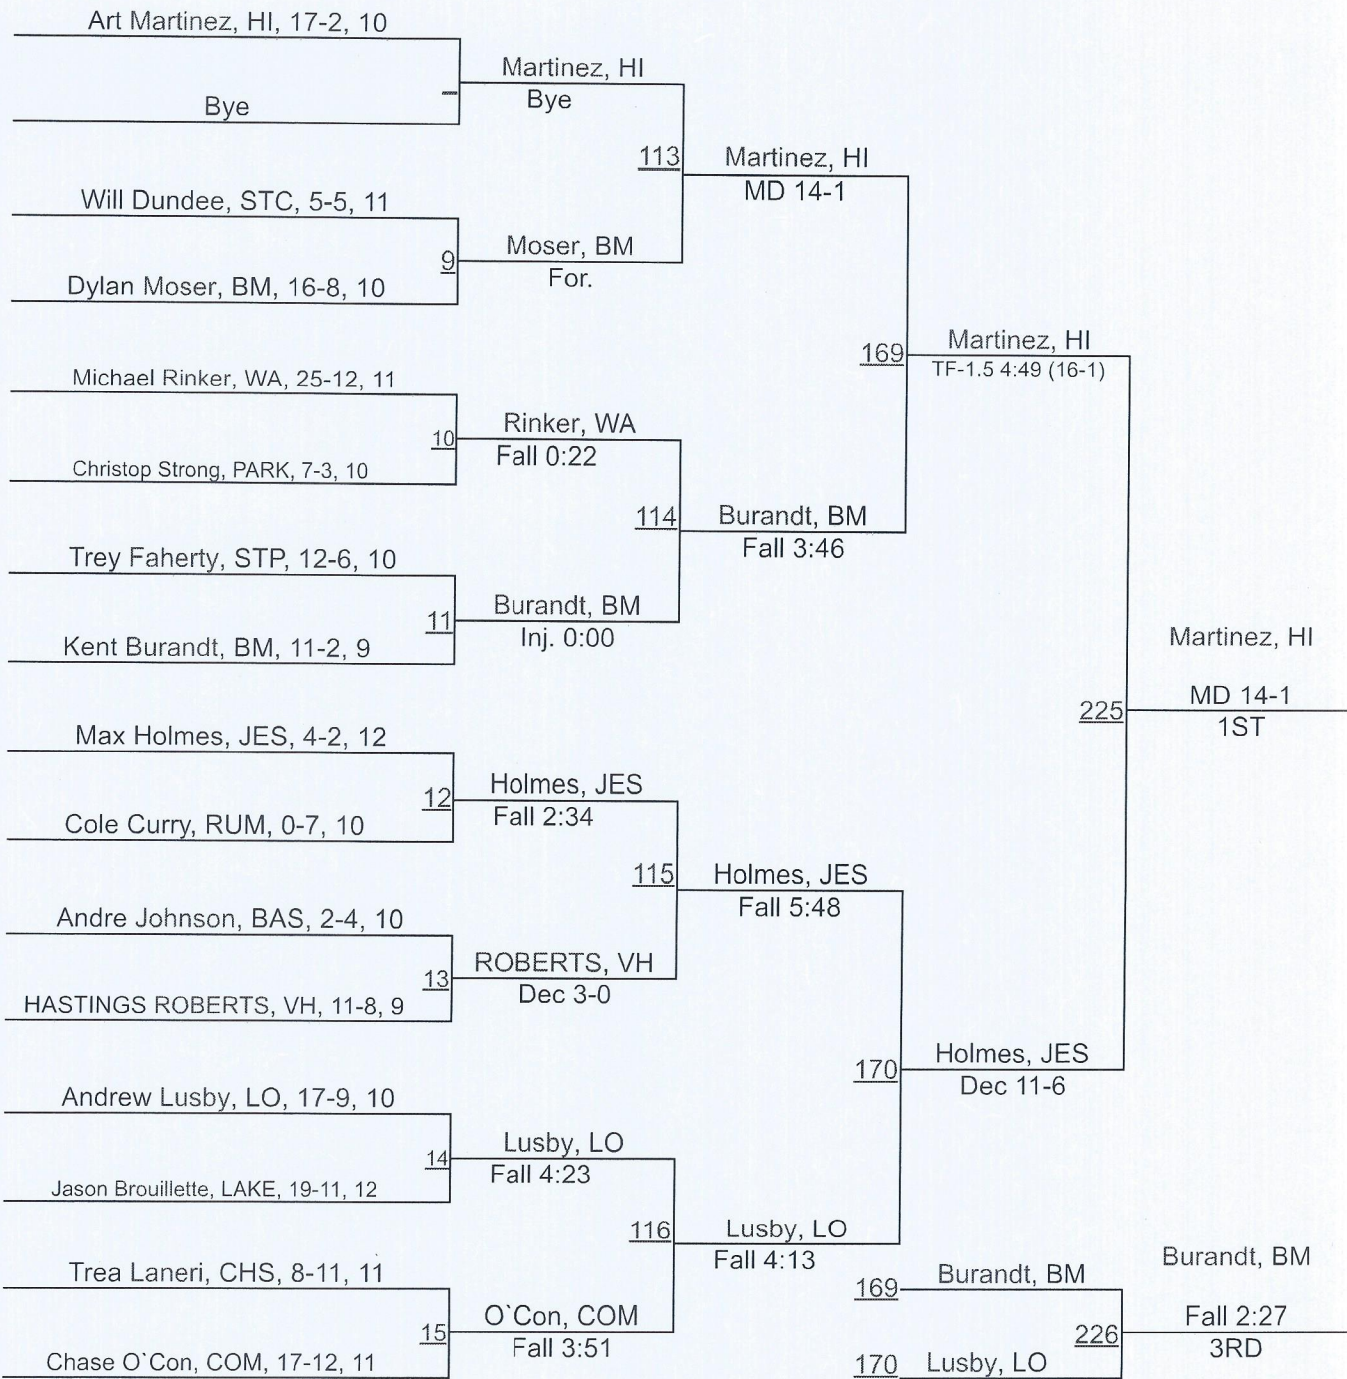 Art Martinez, HI, 17-2, 10
Martinez, HI
Bye
Bye
113
Martinez, HI
MD 14-1
Will Dundee, STC, 5-5, 11
9
Moser, BM
For.
Dylan Moser, BM, 16-8, 10
169
Martinez, HI
TF-1.5 4:49 (16-1)
Michael Rinker, WA, 25-12, 11
10
Rinker, WA
Fall 0:22
Christop Strong, PARK, 7-3, 10
114
Burandt, BM
Fall 3:46
Trey Faherty, STP, 12-6, 10
11
Burandt, BM
Inj. 0:00
Kent Burandt, BM, 11-2, 9
Martinez, HI
225
MD 14-1
1ST
Max Holmes, JES, 4-2, 12
12
Holmes, JES
Fall 2:34
Cole Curry, RUM, 0-7, 10
115
Holmes, JES
Fall 5:48
Andre Johnson, BAS, 2-4, 10
13
ROBERTS, VH
Dec 3-0
HASTINGS ROBERTS, VH, 11-8, 9
170
Holmes, JES
Dec 11-6
Andrew Lusby, LO, 17-9, 10
14
Lusby, LO
Fall 4:23
Jason Brouillette, LAKE, 19-11, 12
116
Lusby, LO
Fall 4:13
Trea Laneri, CHS, 8-11, 11
15
O`Con, COM
Fall 3:51
Chase O`Con, COM, 17-12, 11
169
Burandt, BM
Burandt, BM
226
Fall 2:27
3RD
170
Lusby, LO